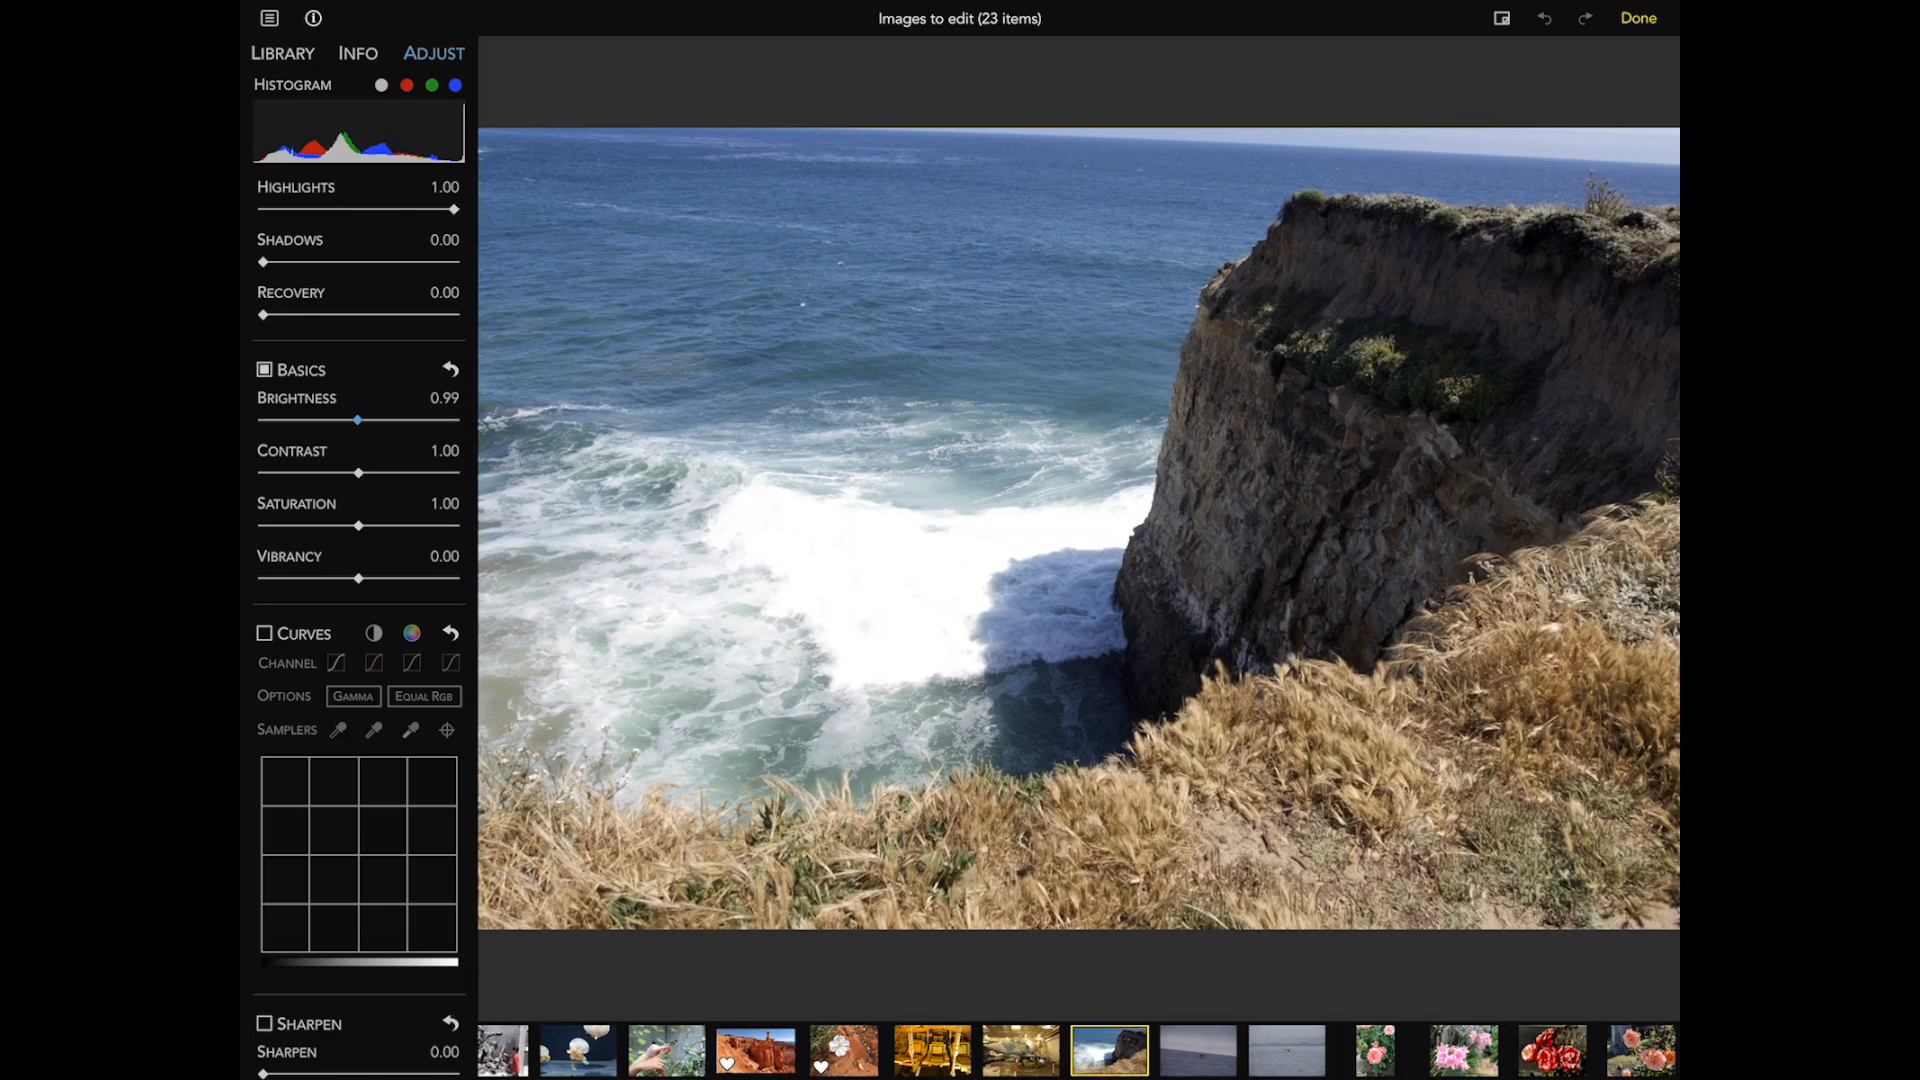 Images to edit (23 items)
Done
LIBRARY INFO ADJUST
HISTOGRAM
HIGHLIGHTS 1.00
SHADOWS 0.00
RECOVERY 0.00
BASICS
BRIGHTNESS 0.99
CONTRAST 1.00
SATURATION 1.00
VIBRANCY 0.00
CURVES
CHANNEL
OPTIONS GAMMA EQUAL RGB
SAMPLERS
SHARPEN
SHARPEN 0.00